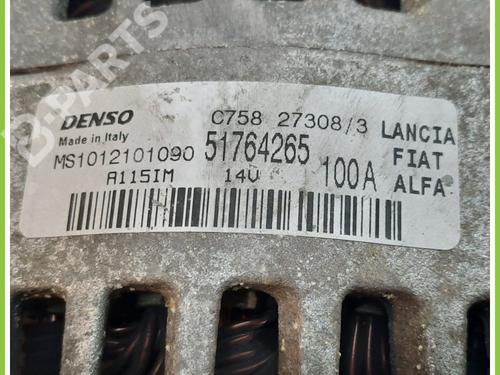 B-PARTS
DENSO C758 27308/3 LANCIA
Made in Italy
MS1012101090 51764265 FIAT
A115IM 14V 100A ALFA